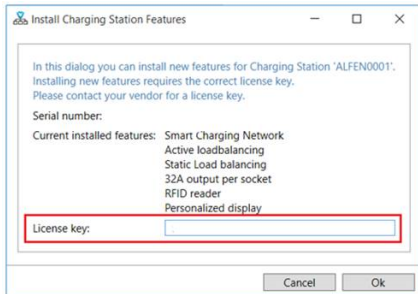 Install Charging Station Features
In this dialog you can install new features for Charging Station 'ALFEN0001'.
Installing new features requires the correct license key.
Please contact your vendor for a license key.
Serial number:
Current installed features: Smart Charging Network
Active loadbalancing
Static Load balancing
32A output per socket
RFID reader
Personalized display
License key:
Cancel Ok